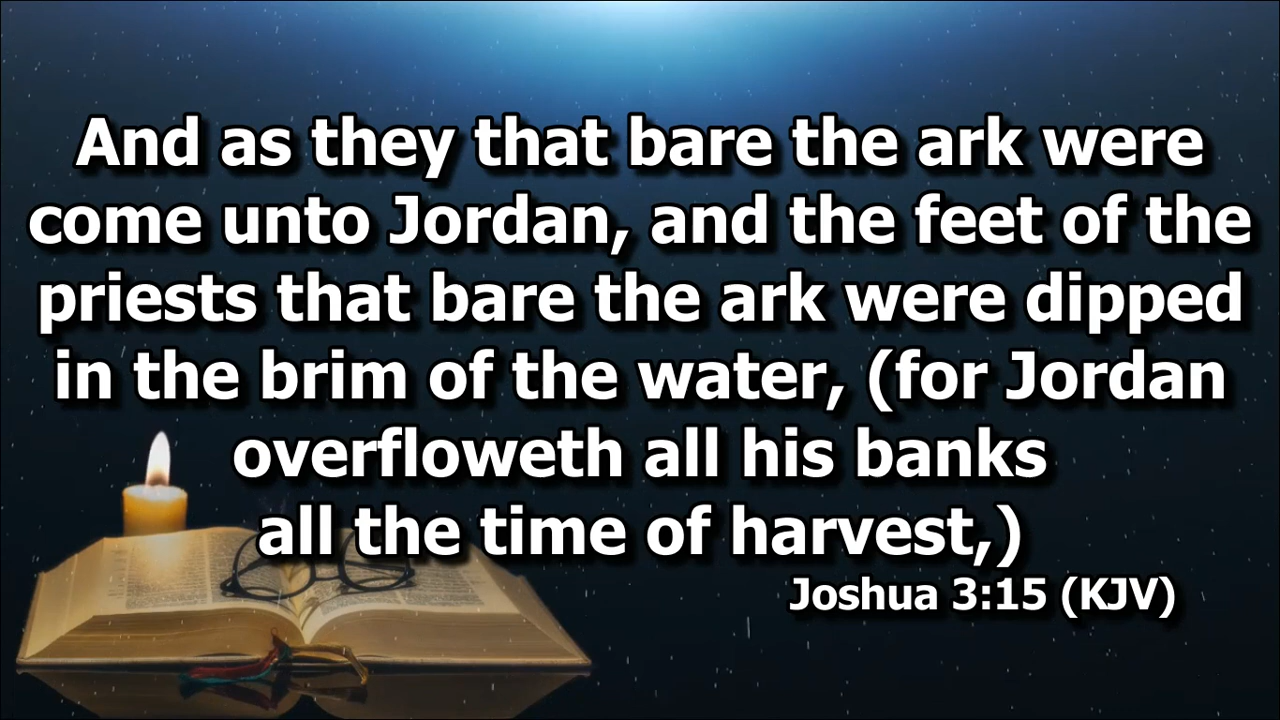 And as they that bare the ark were
come unto Jordan, and the feet of the
priests that bare the ark were dipped
in the brim of the water, (for Jordan
overfloweth all his banks
all the time of harvest,)
Joshua 3:15 (KJV)